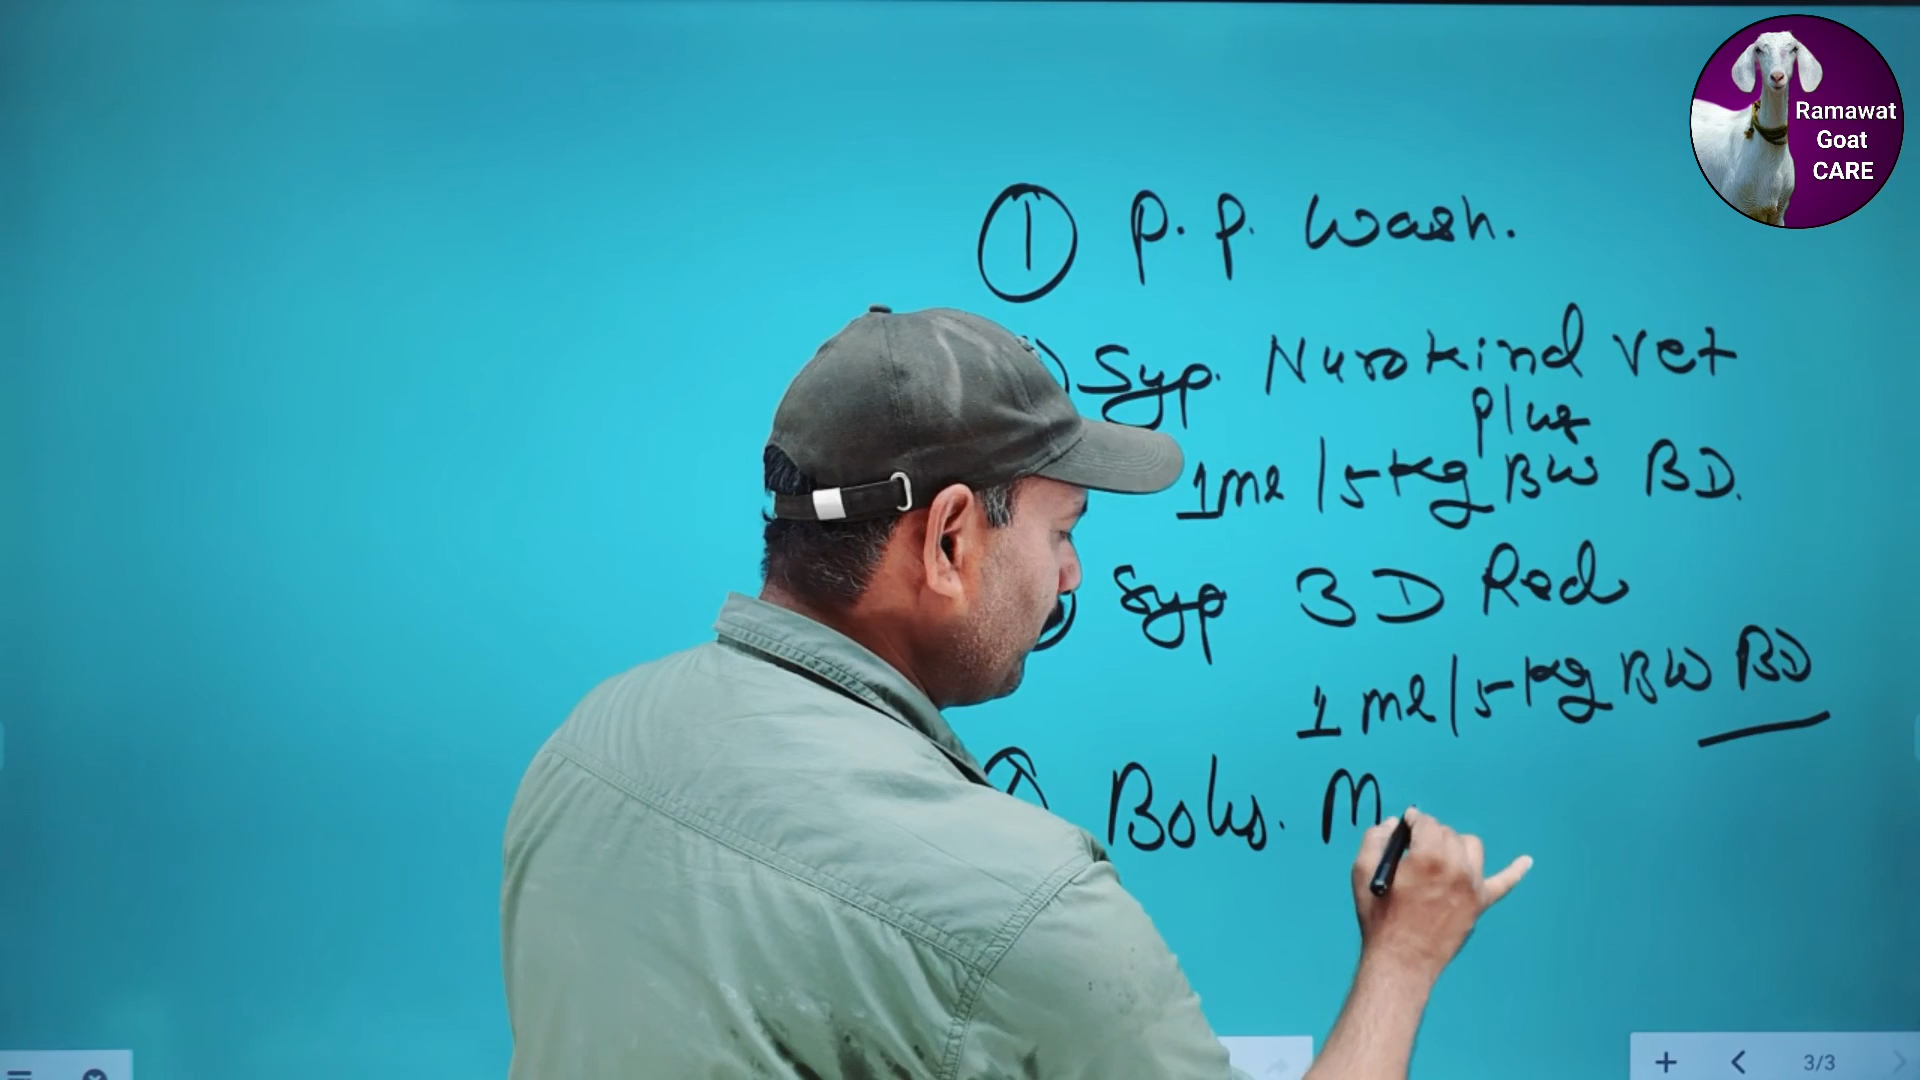 Ramawat
Goat
CARE
① P. P. Wash.
Syp. Nurokind Vet
plus
1ml/5kg BW BD.
Syp 3D Red
1ml/5kg BW BD
Bolus. M
3/3